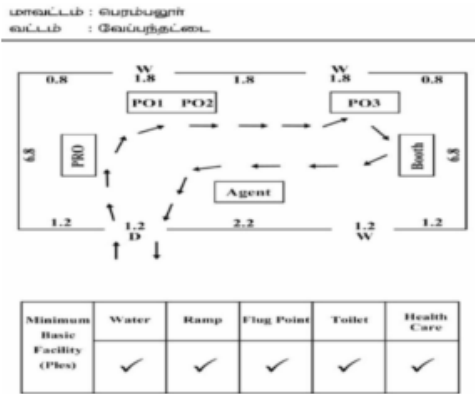 மாவட்டம் : பெரம்பலூர்
வட்டம் : வேப்பந்தட்டை
W W
0.8 1.8 1.8 1.8 0.8
PO1 PO2 PO3
6.8 PRO Booth 6.8
Agent
1.2 1.2 2.2 1.2 1.2
D W
Minimum Basic Facility (Ples) Water Ramp Flug Point Toilet Health Care
✓ ✓ ✓ ✓ ✓